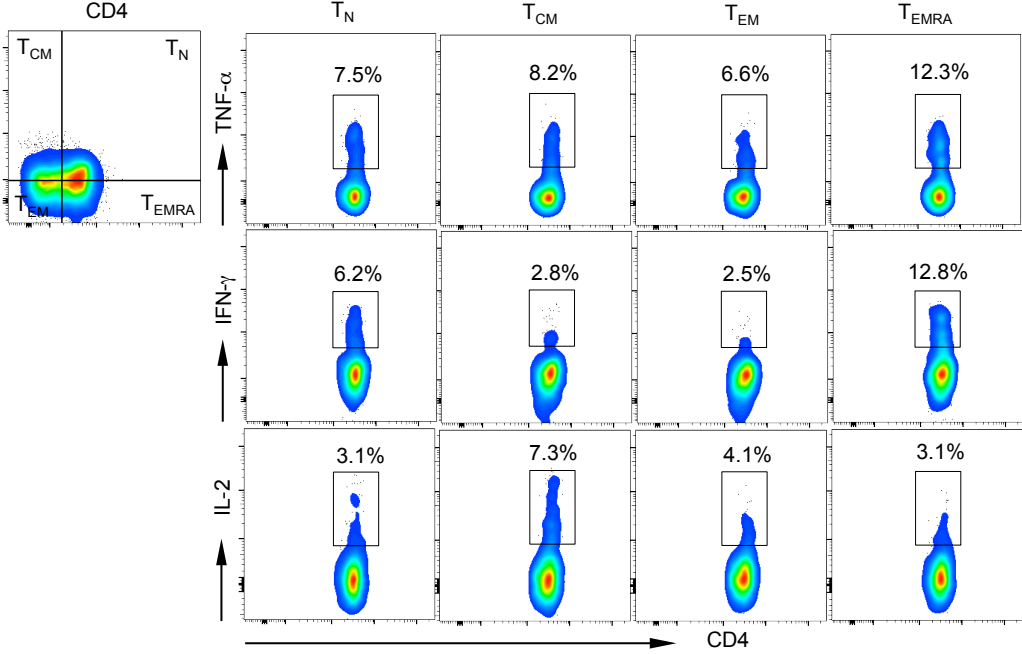 CD4
T_CM T_N
T_EM T_EMRA
T_N T_CM T_EM T_EMRA
TNF-α
7.5% 8.2% 6.6% 12.3%
IFN-γ
6.2% 2.8% 2.5% 12.8%
IL-2
3.1% 7.3% 4.1% 3.1%
CD4